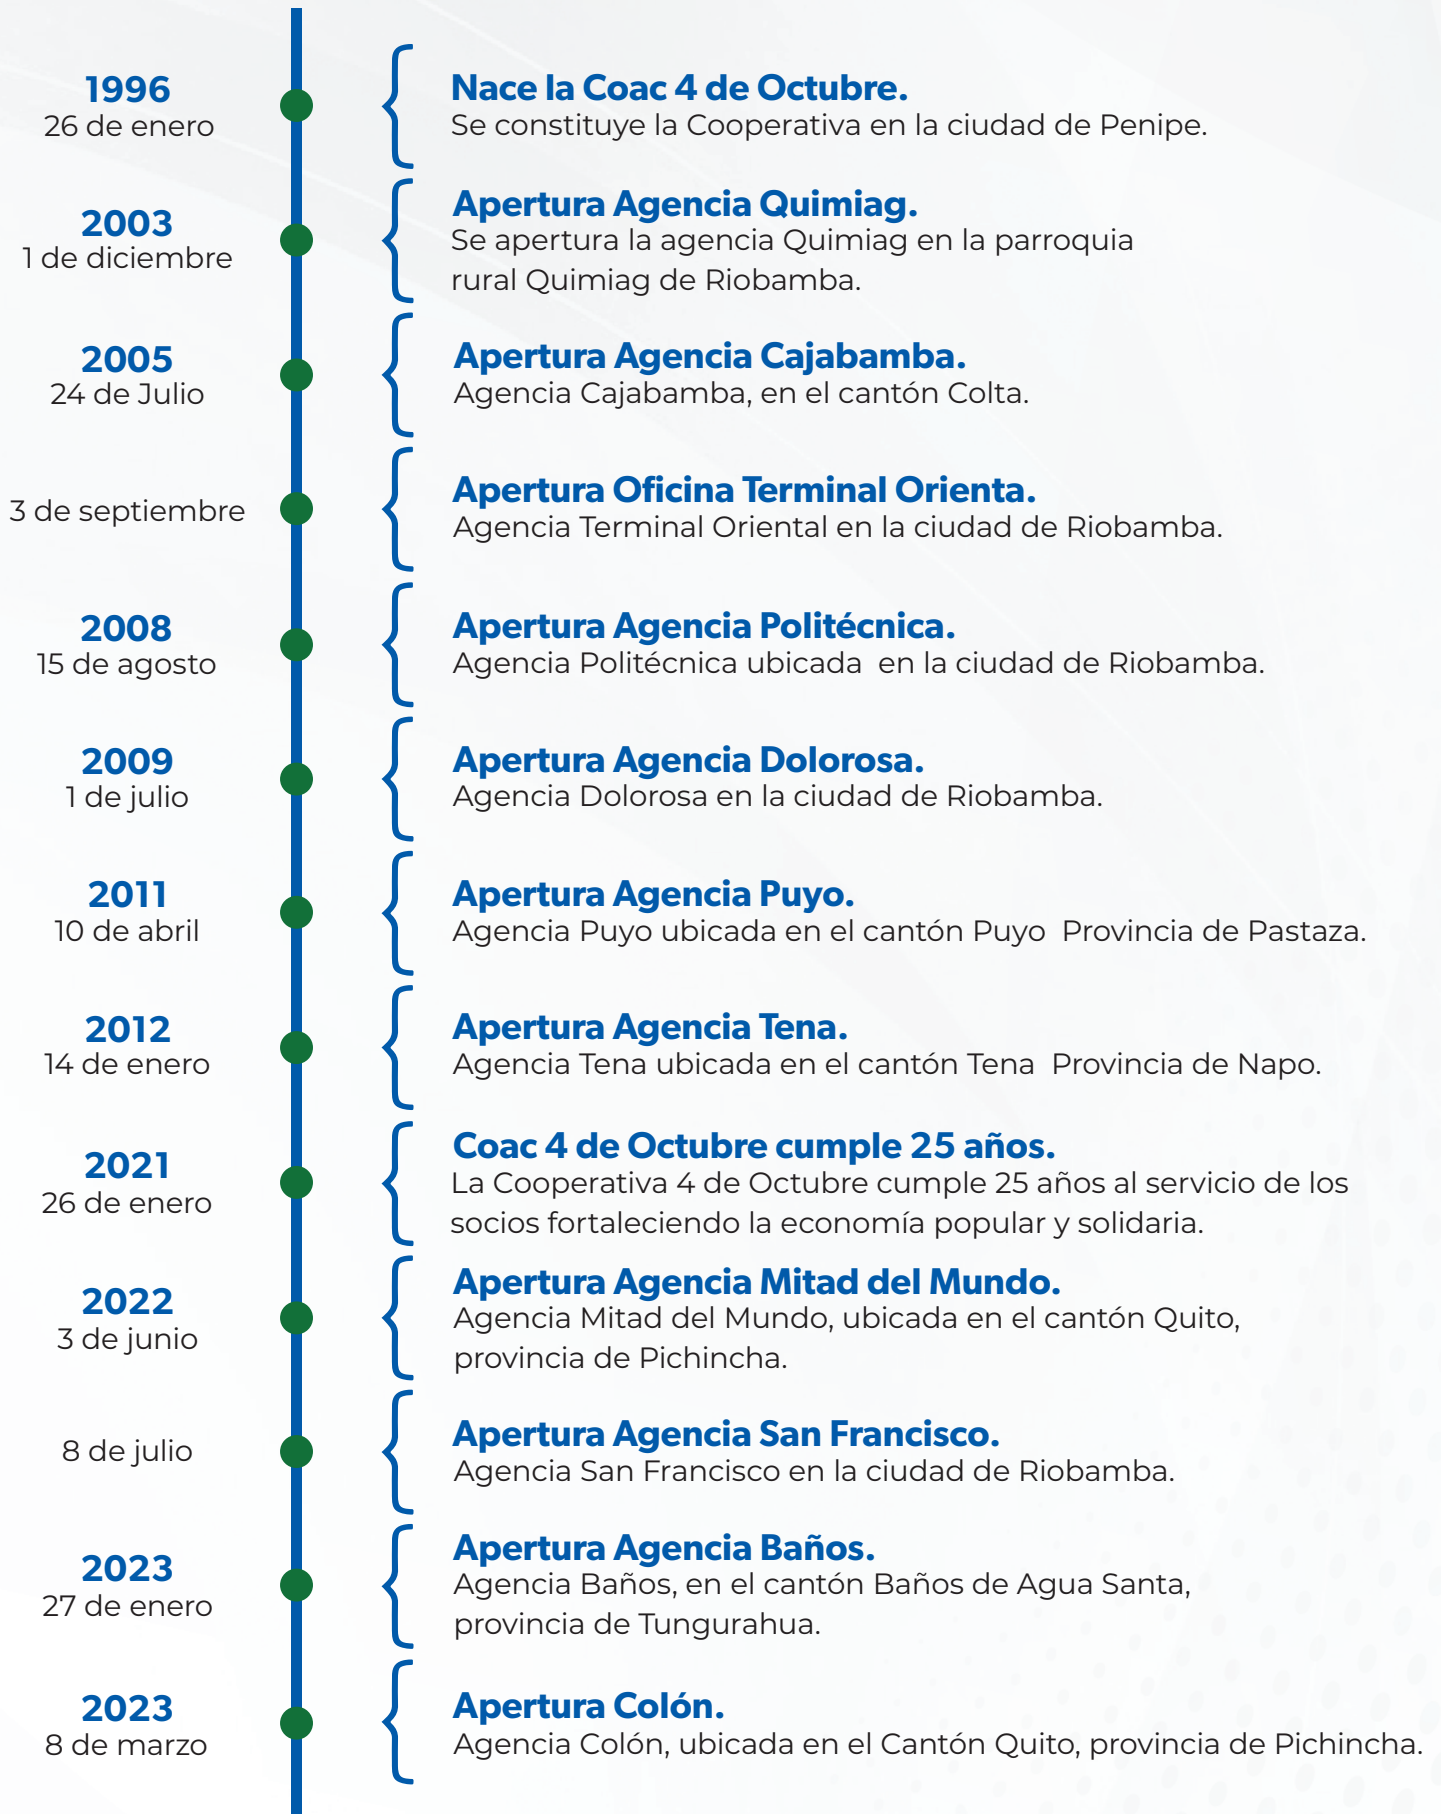 1996
26 de enero
Nace la Coac 4 de Octubre.
Se constituye la Cooperativa en la ciudad de Penipe.
2003
1 de diciembre
Apertura Agencia Quimiag.
Se apertura la agencia Quimiag en la parroquia
rural Quimiag de Riobamba.
2005
24 de Julio
Apertura Agencia Cajabamba.
Agencia Cajabamba, en el cantón Colta.
3 de septiembre
Apertura Oficina Terminal Orienta.
Agencia Terminal Oriental en la ciudad de Riobamba.
2008
15 de agosto
Apertura Agencia Politécnica.
Agencia Politécnica ubicada  en la ciudad de Riobamba.
2009
1 de julio
Apertura Agencia Dolorosa.
Agencia Dolorosa en la ciudad de Riobamba.
2011
10 de abril
Apertura Agencia Puyo.
Agencia Puyo ubicada en el cantón Puyo  Provincia de Pastaza.
2012
14 de enero
Apertura Agencia Tena.
Agencia Tena ubicada en el cantón Tena  Provincia de Napo.
2021
26 de enero
Coac 4 de Octubre cumple 25 años.
La Cooperativa 4 de Octubre cumple 25 años al servicio de los
socios fortaleciendo la economía popular y solidaria.
2022
3 de junio
Apertura Agencia Mitad del Mundo.
Agencia Mitad del Mundo, ubicada en el cantón Quito,
provincia de Pichincha.
8 de julio
Apertura Agencia San Francisco.
Agencia San Francisco en la ciudad de Riobamba.
2023
27 de enero
Apertura Agencia Baños.
Agencia Baños, en el cantón Baños de Agua Santa,
provincia de Tungurahua.
2023
8 de marzo
Apertura Colón.
Agencia Colón, ubicada en el Cantón Quito, provincia de Pichincha.